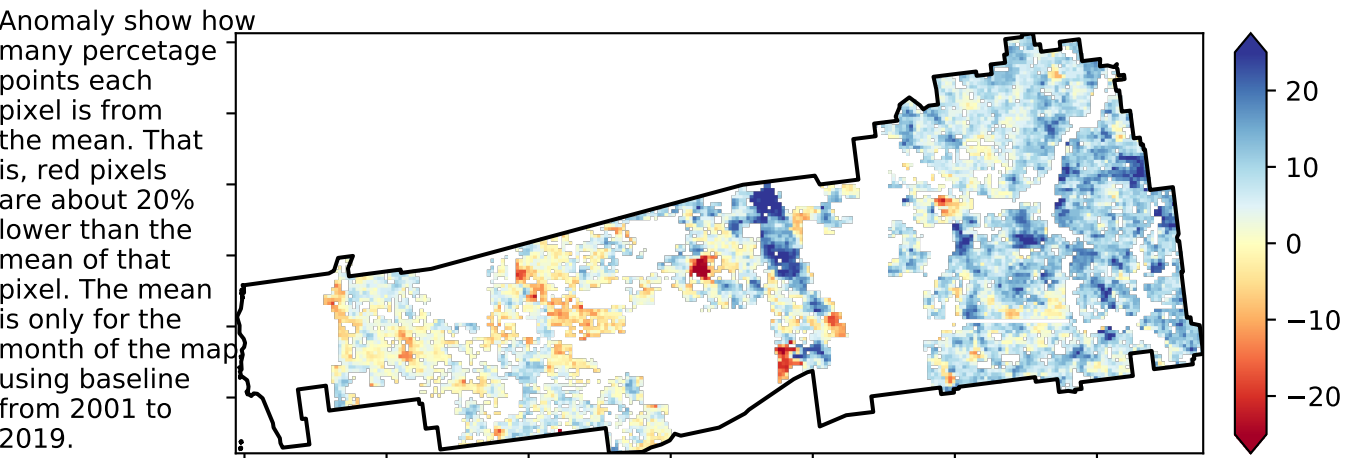 Anomaly show how
many percetage
points each
pixel is from
the mean. That
is, red pixels
are about 20%
lower than the
mean of that
pixel. The mean
is only for the
month of the map
using baseline
from 2001 to
2019.
20
10
0
−10
−20